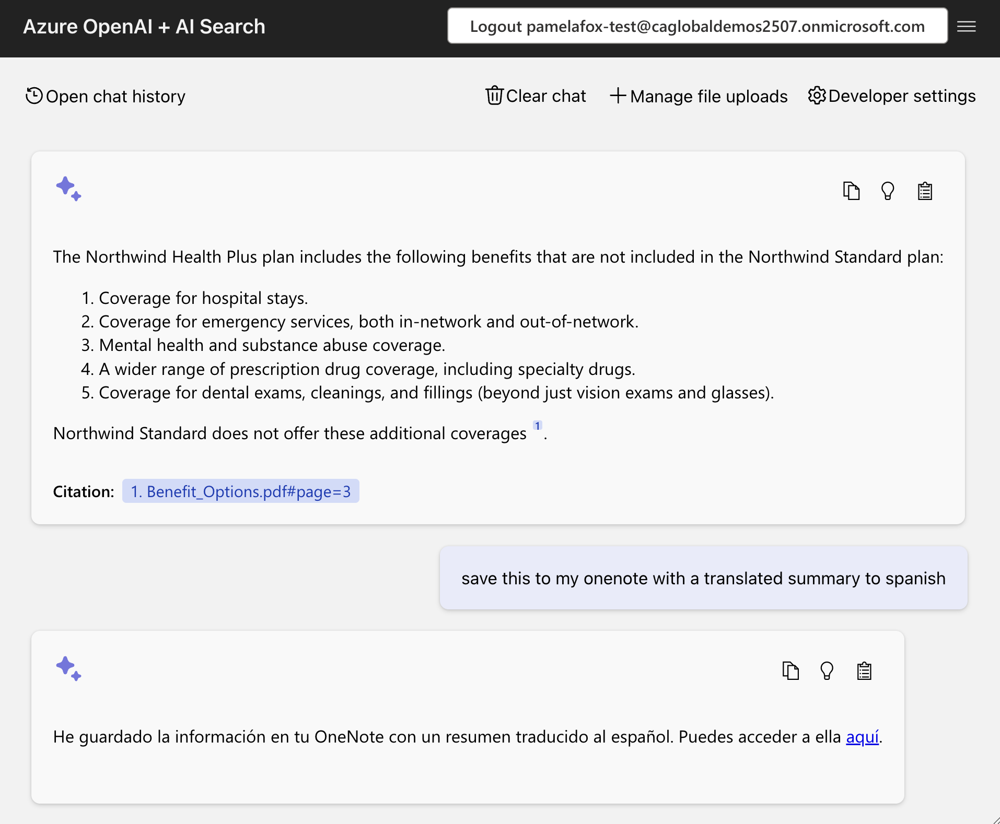 Azure OpenAI + AI Search
Logout pamelafox-test@caglobaldemos2507.onmicrosoft.com
Open chat history
Clear chat
Manage file uploads
Developer settings
The Northwind Health Plus plan includes the following benefits that are not included in the Northwind Standard plan:
1. Coverage for hospital stays.
2. Coverage for emergency services, both in-network and out-of-network.
3. Mental health and substance abuse coverage.
4. A wider range of prescription drug coverage, including specialty drugs.
5. Coverage for dental exams, cleanings, and fillings (beyond just vision exams and glasses).
Northwind Standard does not offer these additional coverages 1.
Citation: 1. Benefit_Options.pdf#page=3
save this to my onenote with a translated summary to spanish
He guardado la información en tu OneNote con un resumen traducido al español. Puedes acceder a ella aquí.